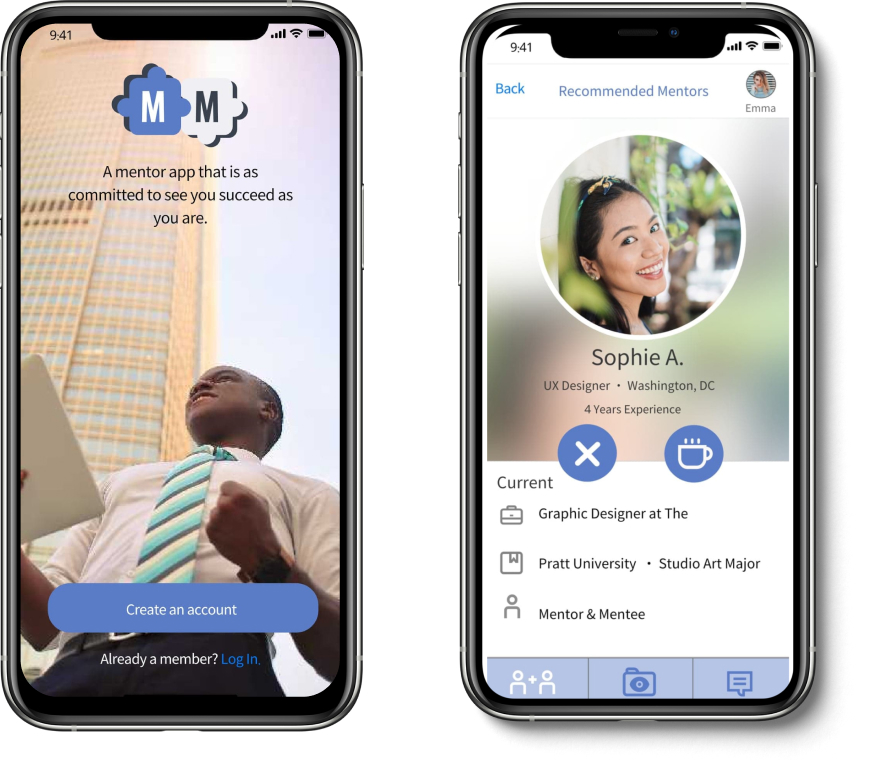 9:41
M M
A mentor app that is as
committed to see you succeed as
you are.
Create an account
Already a member? Log In.
9:41
Back
Recommended Mentors
Emma
Sophie A.
UX Designer • Washington, DC
4 Years Experience
Current
Graphic Designer at The
Pratt University • Studio Art Major
Mentor & Mentee